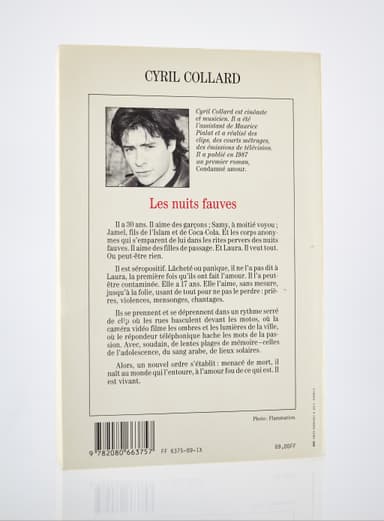 CYRIL COLLARD
Cyril Collard est cinéaste
et musicien. Il a été
l'assistant de Maurice
Pialat et a réalisé des
clips, des courts métrages,
des émissions de télévision.
Il a publié en 1987
un premier roman,
Condamné amour.
Les nuits fauves
Il a 30 ans. Il aime des garçons ; Samy, à moitié voyou ;
Jamel, fils de l'Islam et de Coca-Cola. Et les corps anony-
mes qui s'emparent de lui dans les rites pervers des nuits
fauves. Il aime des filles de passage. Et Laura. Il veut tout.
Ou peut-être rien.
Il est séropositif. Lâcheté ou panique, il ne l'a pas dit à
Laura, la première fois qu'ils ont fait l'amour. Il l'a peut-
être contaminée. Elle a 17 ans. Elle l'aime, sans mesure,
jusqu'à la folie, usant de tout pour ne pas le perdre : priè-
res, violences, mensonges, chantages.
Ils se prennent et se déprennent dans un rythme serré
de clip où les rues basculent devant les motos, où la
caméra vidéo filme les ombres et les lumières de la ville,
où le répondeur téléphonique hache les mots de la pas-
sion. Avec, soudain, de lentes plages de mémoire – celles
de l'adolescence, du sang arabe, de lieux solaires.
Alors, un nouvel ordre s'établit : menacé de mort, il
naît au monde qui l'entoure, à l'amour fou de ce qui est. Il
est vivant.
Photo : Flammarion.
9 782080 663757
FF 6375-89-IX
89,00FF